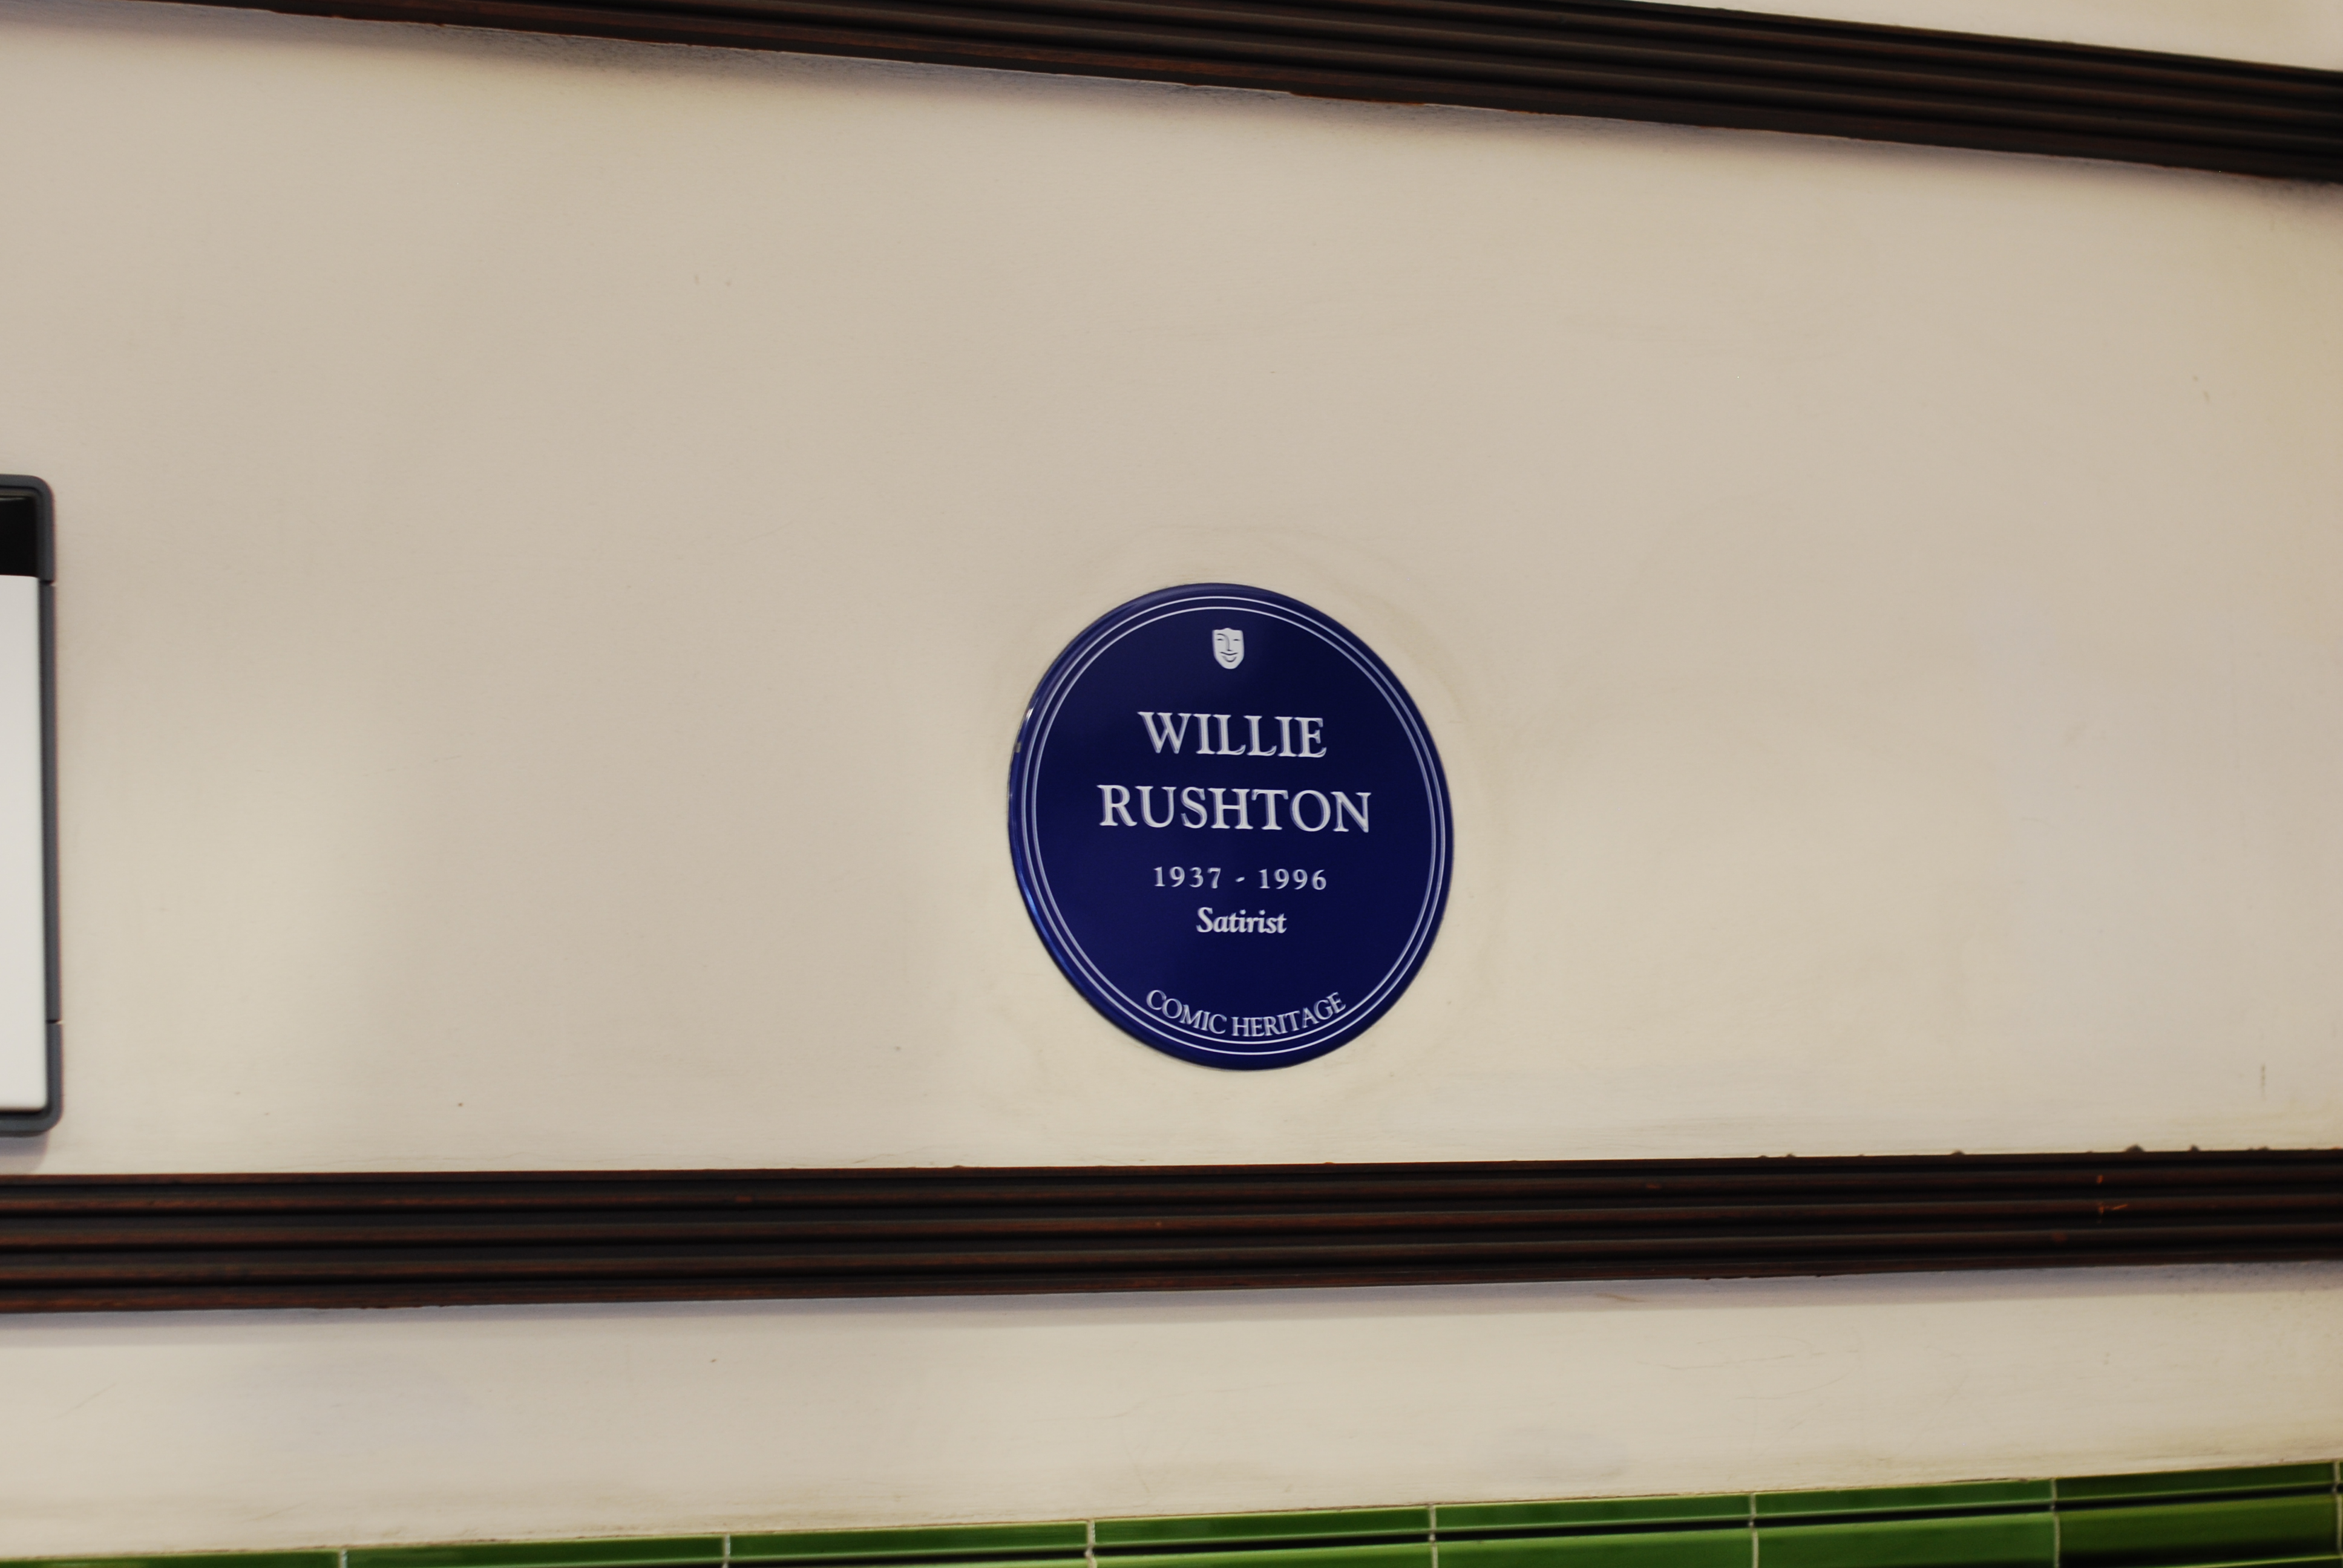 WILLIE
RUSHTON
1937 - 1996
Satirist
COMIC HERITAGE